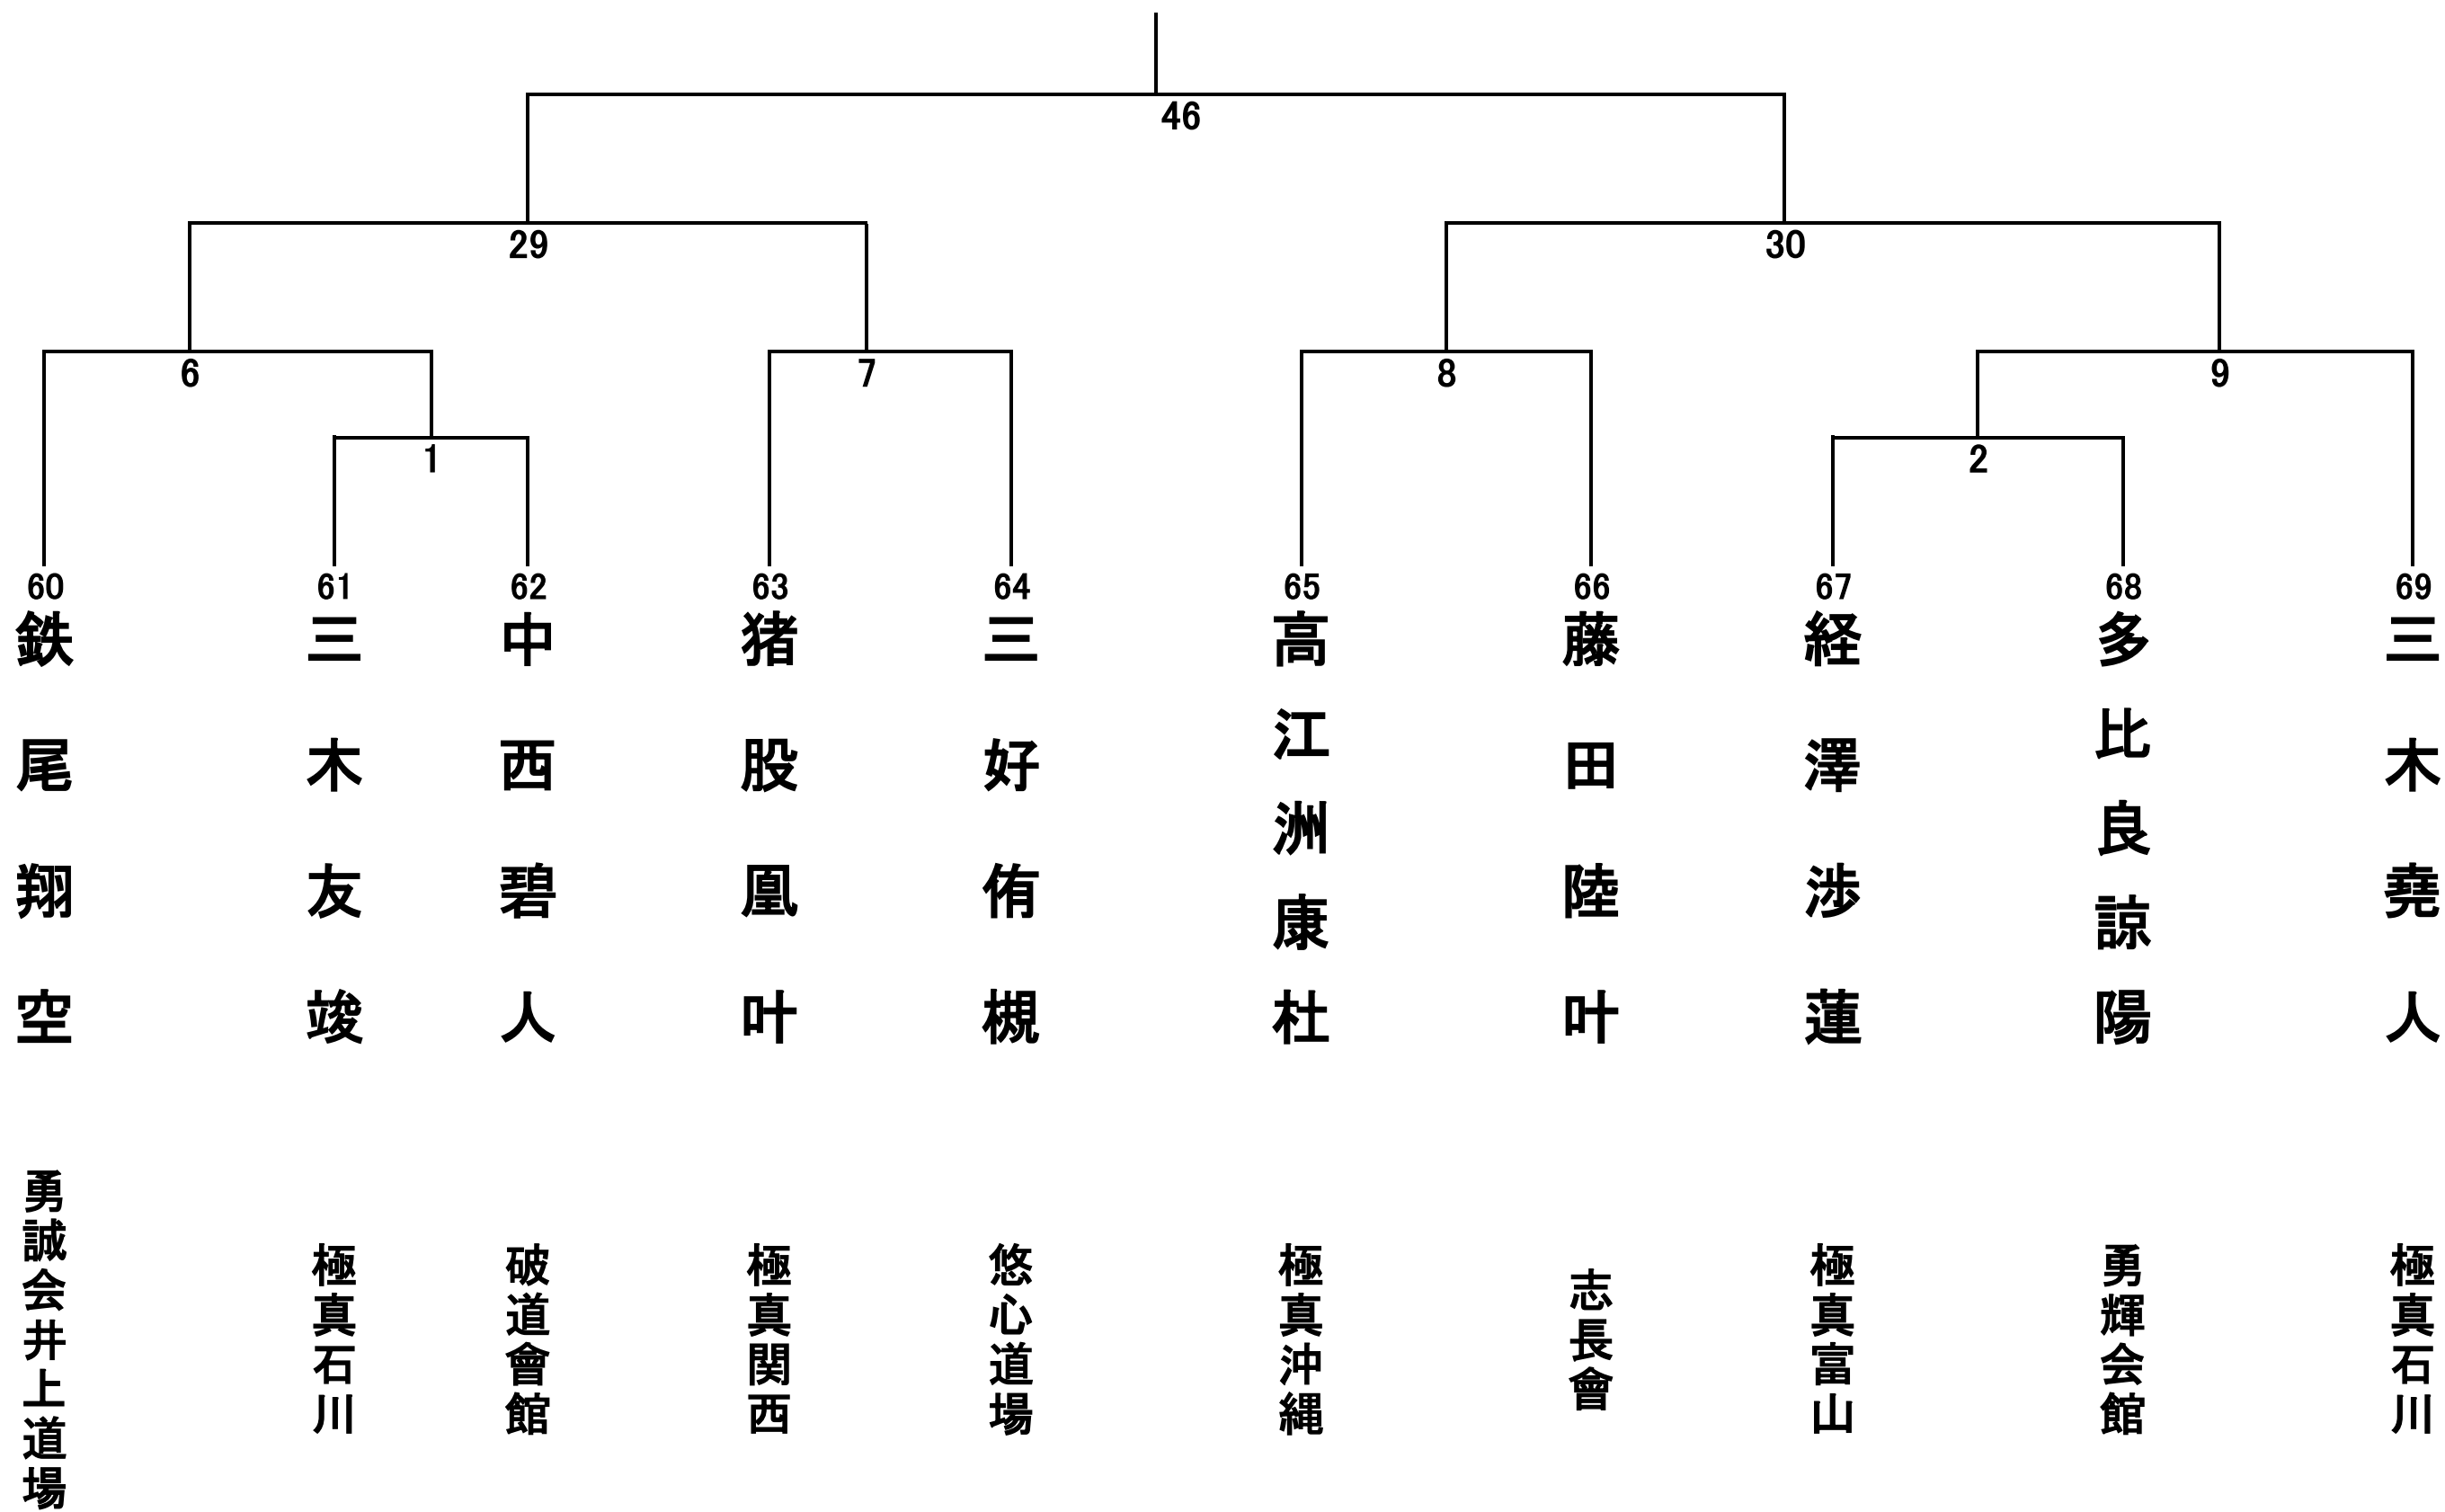 46
29
30
6
7
8
9
1
2
60
61
62
63
64
65
66
67
68
69
鉄尾翔空
三木友竣
中西碧人
猪股凰叶
三好侑槻
高江洲康杜
藤田陸叶
経澤渉蓮
多比良諒陽
三木堯人
勇誠会井上道場
極真石川
破道會館
極真関西
悠心道場
極真沖縄
志長會
極真富山
勇輝会館
極真石川